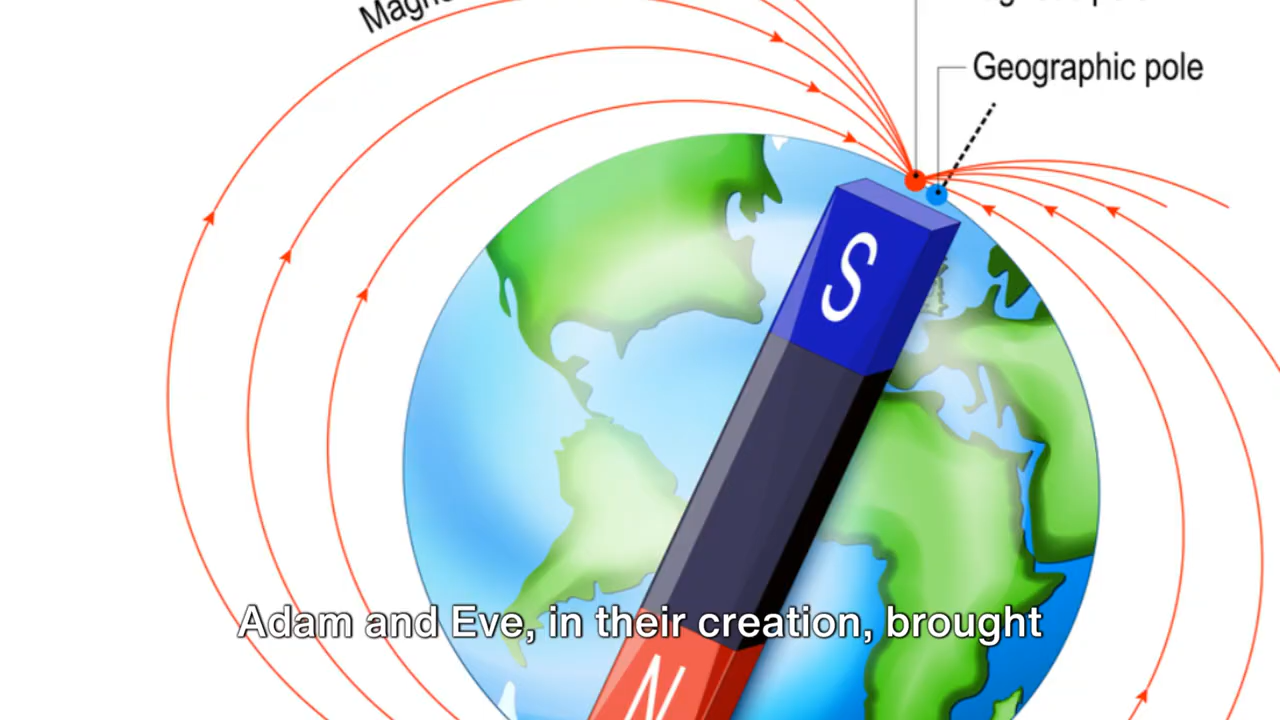 Geographic pole
S
Adam and Eve, in their creation, brought
N